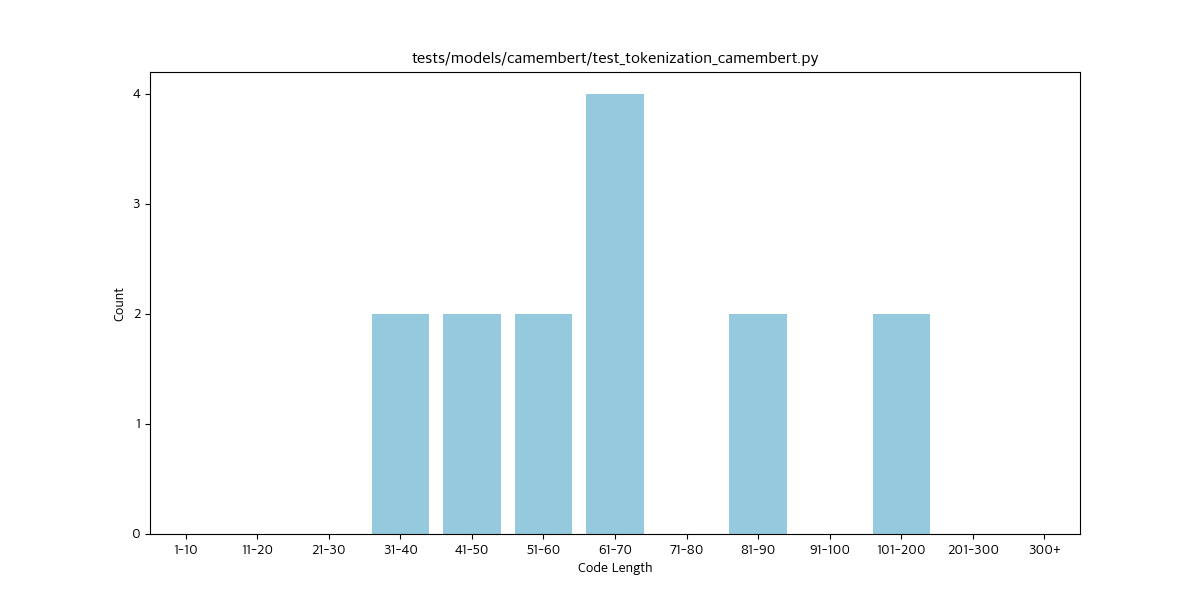 tests/models/camembert/test_tokenization_camembert.py
4
3
2
1
0
Count
1-10 11-20 21-30 31-40 41-50 51-60 61-70 71-80 81-90 91-100 101-200 201-300 300+
Code Length